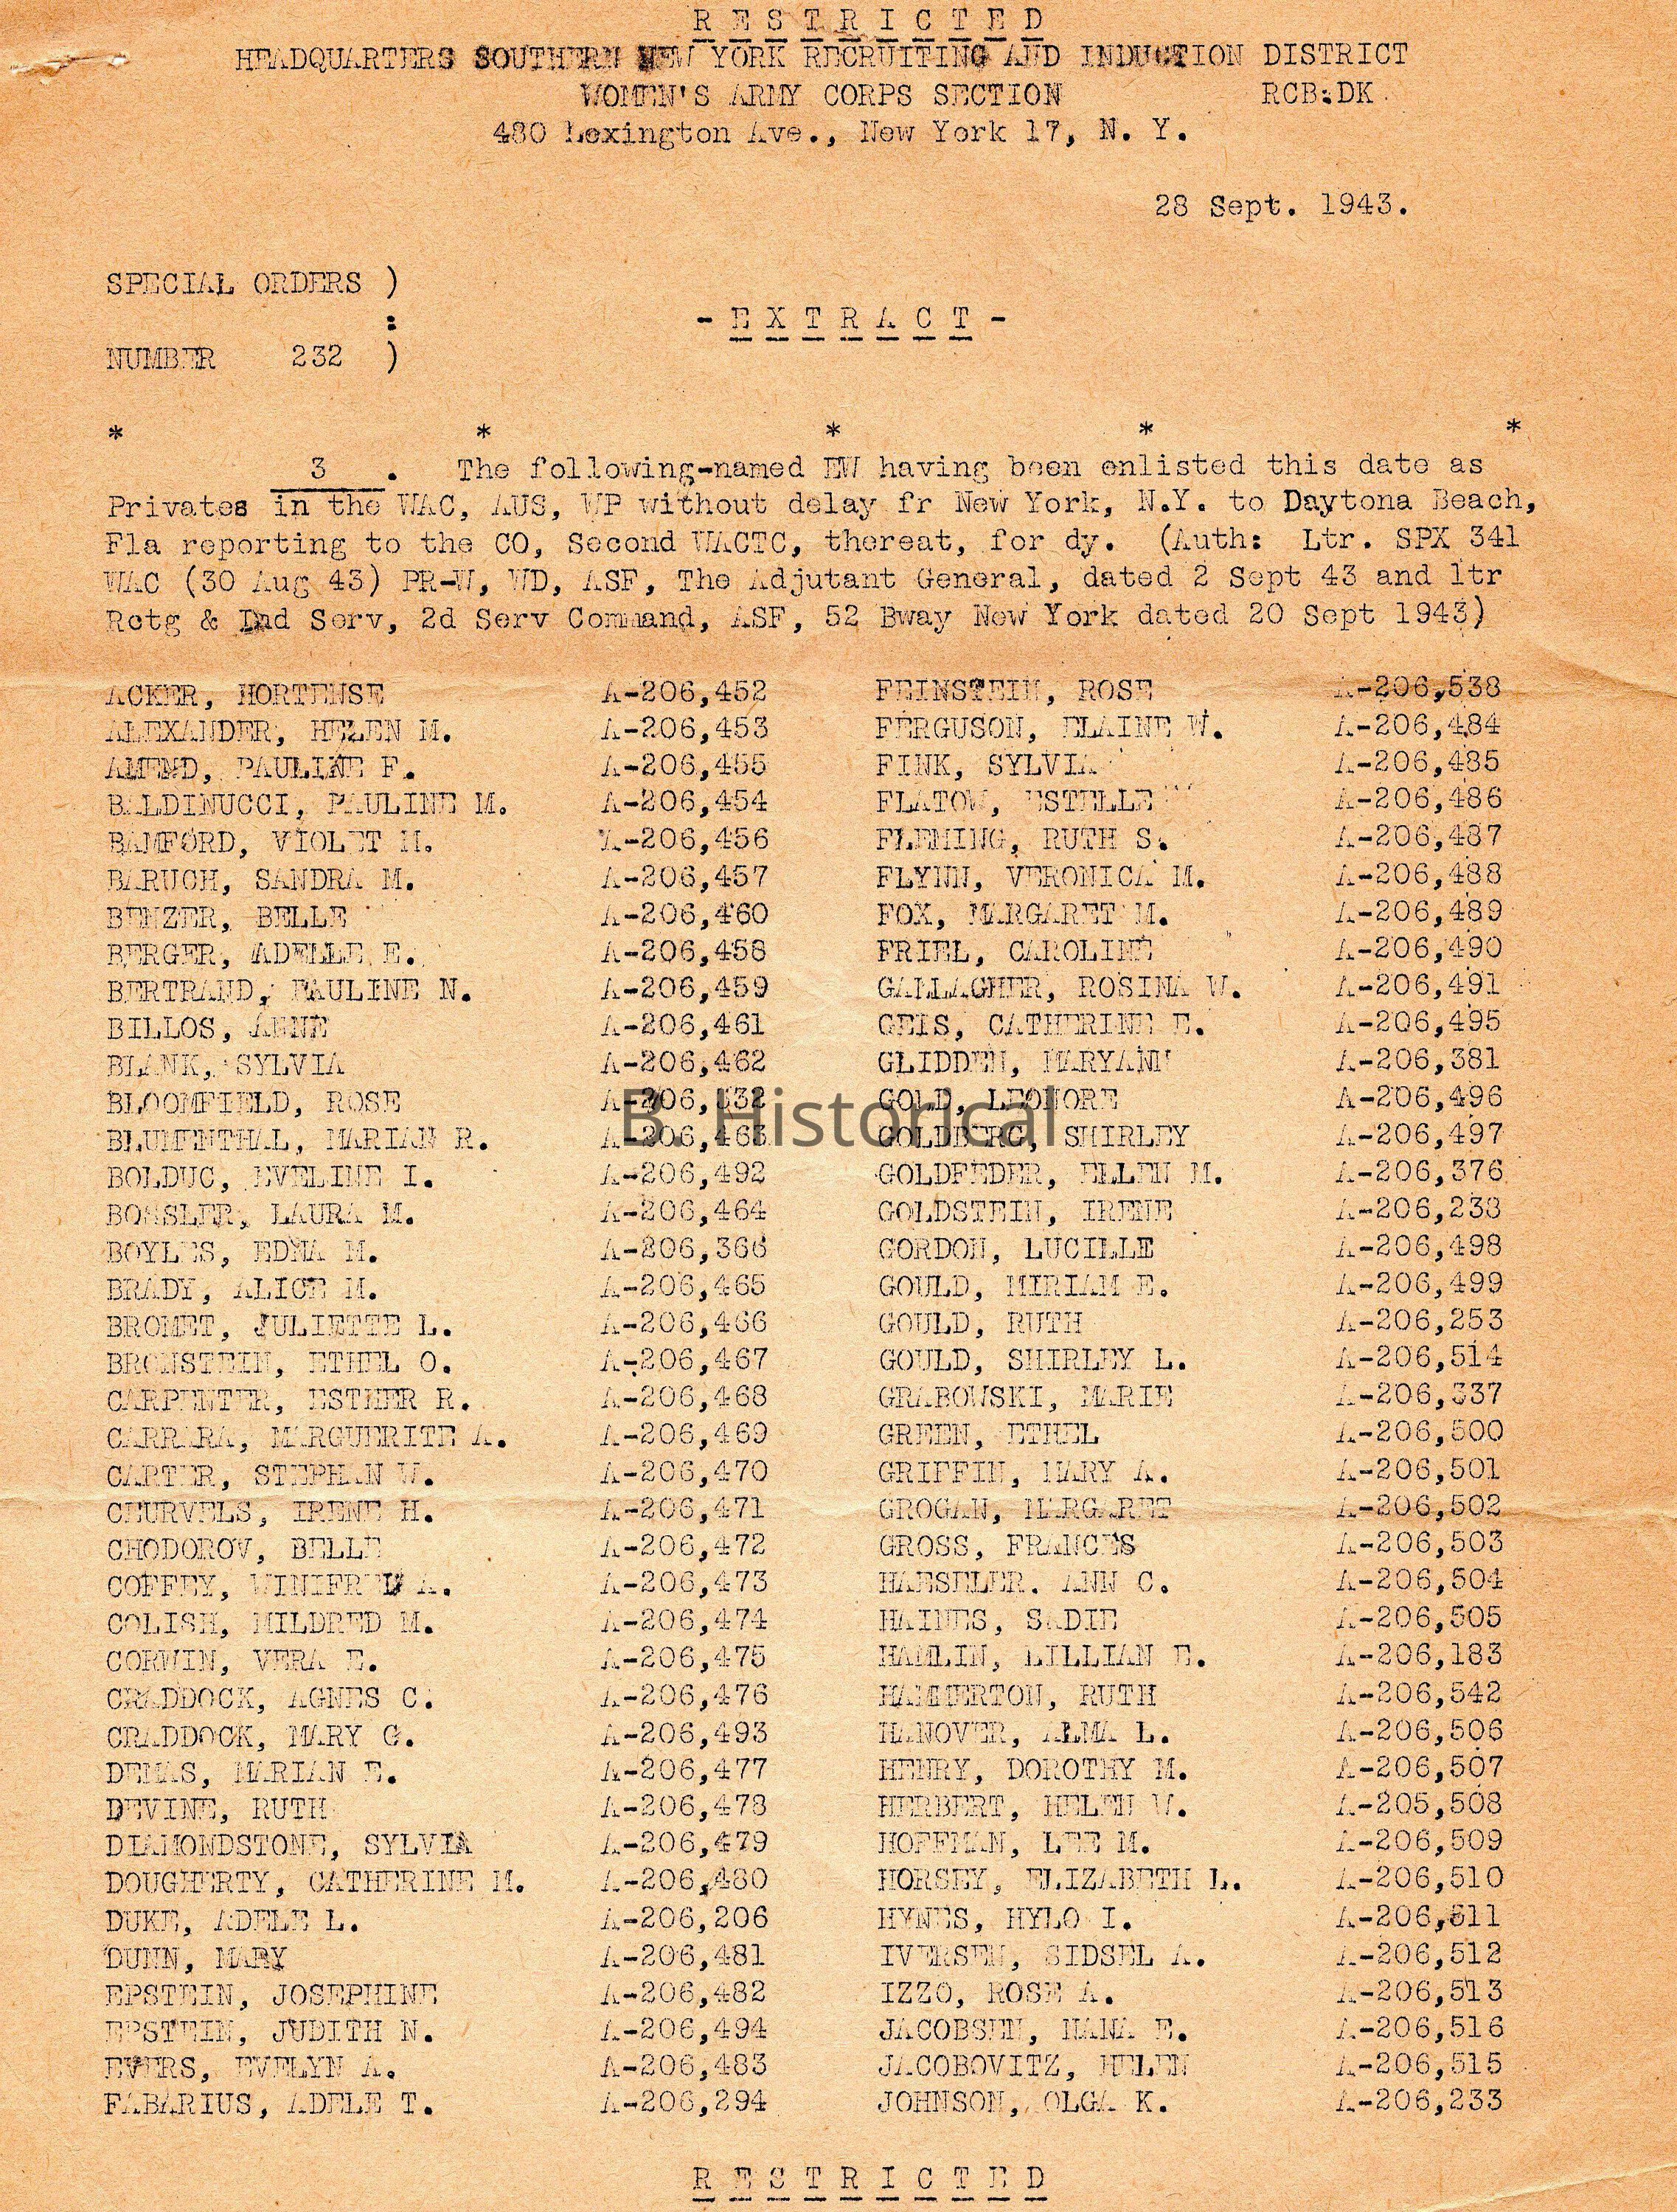 RESTRICTED
HEADQUARTERS SOUTHERN NEW YORK RECRUITING AND INDUCTION DISTRICT
WOMEN'S ARMY CORPS SECTION RCB:DK
480 Lexington Ave., New York 17, N. Y.
28 Sept. 1943.
SPECIAL ORDERS )
:
- EXTRACT -
NUMBER 232 )
* * * * *
3 . The following-named EW having been enlisted this date as
Privates in the WAC, AUS, WP without delay fr New York, N.Y. to Daytona Beach,
Fla reporting to the CO, Second WACTC, thereat, for dy. (Auth: Ltr. SPX 341
WAC (30 Aug 43) PR-W, WD, ASF, The Adjutant General, dated 2 Sept 43 and ltr
Rctg & Ind Serv, 2d Serv Command, ASF, 52 Bway New York dated 20 Sept 1943)
ACKER, HORTENSE A-206,452 FEINSTEIN, ROSE A-206,538
ALEXANDER, HELEN M. A-206,453 FERGUSON, ELAINE W. A-206,484
AMEND, PAULINE F. A-206,455 FINK, SYLVIA A-206,485
BALDINUCCI, PAULINE M. A-206,454 FLATOW, ESTELLE A-206,486
BAMFORD, VIOLET M. A-206,456 FLEMING, RUTH S. A-206,487
BARUCH, SANDRA M. A-206,457 FLYNN, VERONICA M. A-206,488
BENZER, BELLE A-206,460 FOX, MARGARET M. A-206,489
BERGER, ADELLE E. A-206,458 FRIEL, CAROLINE A-206,490
BERTRAND, PAULINE N. A-206,459 GALLAGHER, ROSINA W. A-206,491
BILLOS, ANNE A-206,461 GEIS, CATHERINE E. A-206,495
BLANK, SYLVIA A-206,462 GLIDDEN, MARYANN A-206,381
BLOOMFIELD, ROSE GOLD, LEONORE A-206,496
B. Historical
BLUMENTHAL, MARIAN R. A-206,463 GOLDBERG, SHIRLEY A-206,497
BOLDUC, EVELINE I. A-206,492 GOLDFEDER, ELLEN M. A-206,376
BOSSLER, LAURA M. A-206,464 GOLDSTEIN, IRENE A-206,238
BOYLES, EDNA M. A-206,366 GORDON, LUCILLE A-206,498
BRADY, ALICE M. A-206,465 GOULD, MIRIAM E. A-206,499
BROMET, JULIETTE L. A-206,466 GOULD, RUTH A-206,253
BRONSTEIN, ETHEL O. A-206,467 GOULD, SHIRLEY L. A-206,514
CARPENTER, ESTHER R. A-206,468 GRABOWSKI, MARIE A-206,337
CARRARA, MARGUERITE A. A-206,469 GREEN, ETHEL A-206,500
CARTER, STEPHAN W. A-206,470 GRIFFIN, MARY A. A-206,501
CEURVELS, IRENE H. A-206,471 GROGAN, MARGARET A-206,502
CHODOROV, BELLE A-206,472 GROSS, FRANCES A-206,503
COFFEY, WINIFRED A. A-206,473 HAESELER. ANN C. A-206,504
COLISH, MILDRED M. A-206,474 HAINES, SADIE A-206,505
CORWIN, VERA E. A-206,475 HAMLIN, LILLIAN E. A-206,183
CRADDOCK, AGNES C. A-206,476 HAMMERTON, RUTH A-206,542
CRADDOCK, MARY G. A-206,493 HANOVER, ALMA L. A-206,506
DEMAS, MARIAN E. A-206,477 HENRY, DOROTHY M. A-206,507
DEVINE, RUTH A-206,478 HERBERT, HELEN W. A-205,508
DIAMONDSTONE, SYLVIA A-206,479 HOFFMAN, LEE M. A-206,509
DOUGHERTY, CATHERINE M. A-206,480 HORSEY, ELIZABETH L. A-206,510
DUKE, ADELE L. A-206,206 HYNES, HYLO I. A-206,511
DUNN, MARY A-206,481 IVERSEN, SIDSEL A. A-206,512
EPSTEIN, JOSEPHINE A-206,482 IZZO, ROSE A. A-206,513
EPSTEIN, JUDITH N. A-206,494 JACOBSEN, HANA E. A-206,516
EVERS, EVELYN A. A-206,483 JACOBOVITZ, HELEN A-206,515
FABARIUS, ADELE T. A-206,294 JOHNSON, OLGA K. A-206,233
RESTRICTED